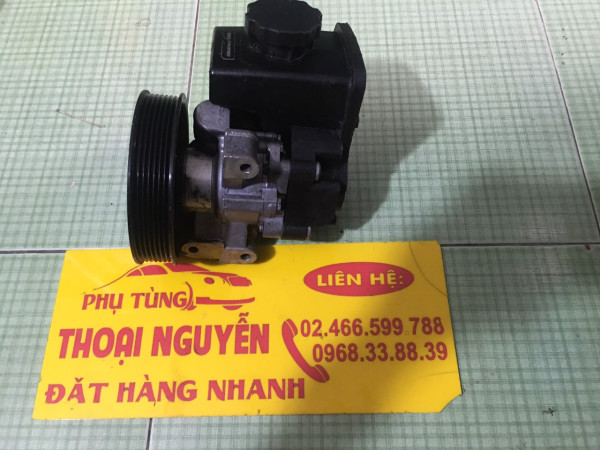 LIÊN HỆ:
PHỤ TÙNG
THOẠI NGUYỄN
02.466.599 788
0968.33.88.39
ĐẶT HÀNG NHANH